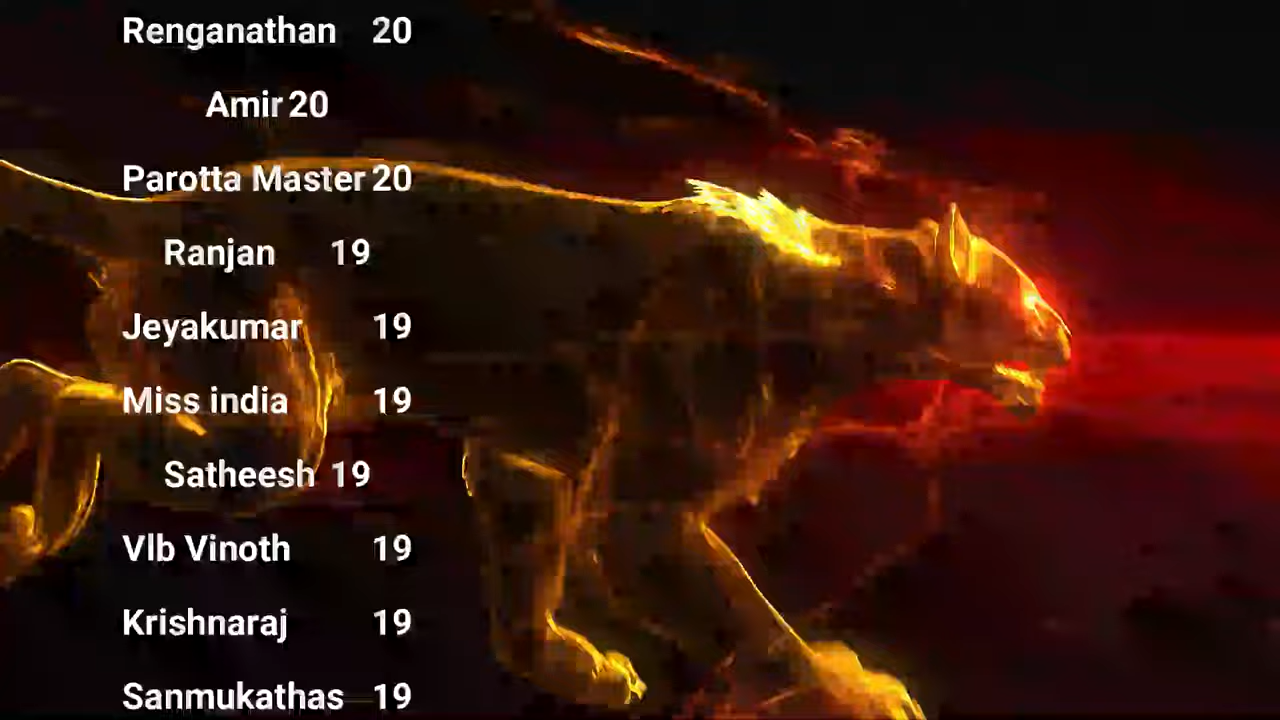 Renganathan 20
Amir 20
Parotta Master 20
Ranjan 19
Jeyakumar 19
Miss india 19
Satheesh 19
Vlb Vinoth 19
Krishnaraj 19
Sanmukathas 19